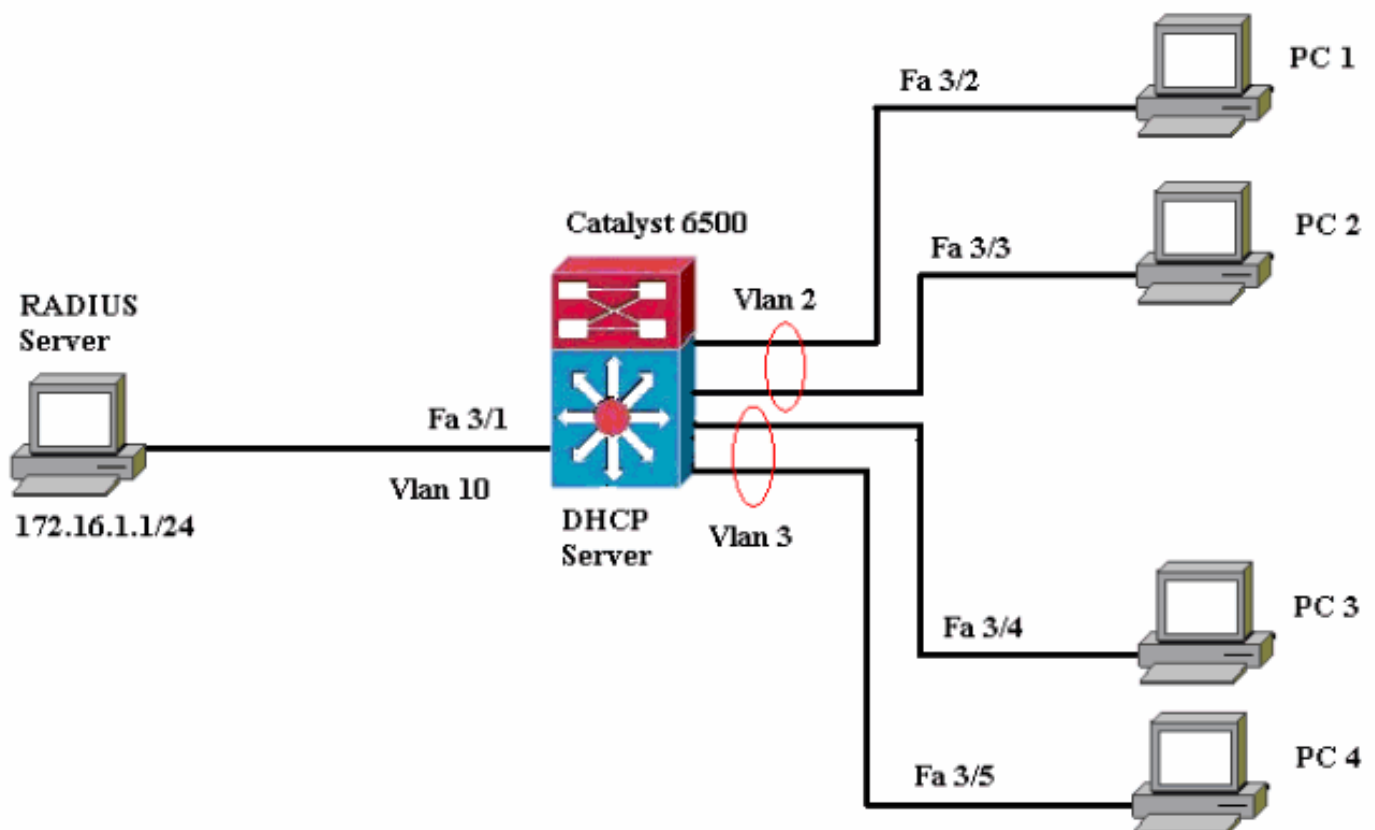 PC 1
Fa 3/2
PC 2
Catalyst 6500
Fa 3/3
Vlan 2
RADIUS
Server
Fa 3/1
Vlan 10
172.16.1.1/24
DHCP
Server
Vlan 3
PC 3
Fa 3/4
PC 4
Fa 3/5